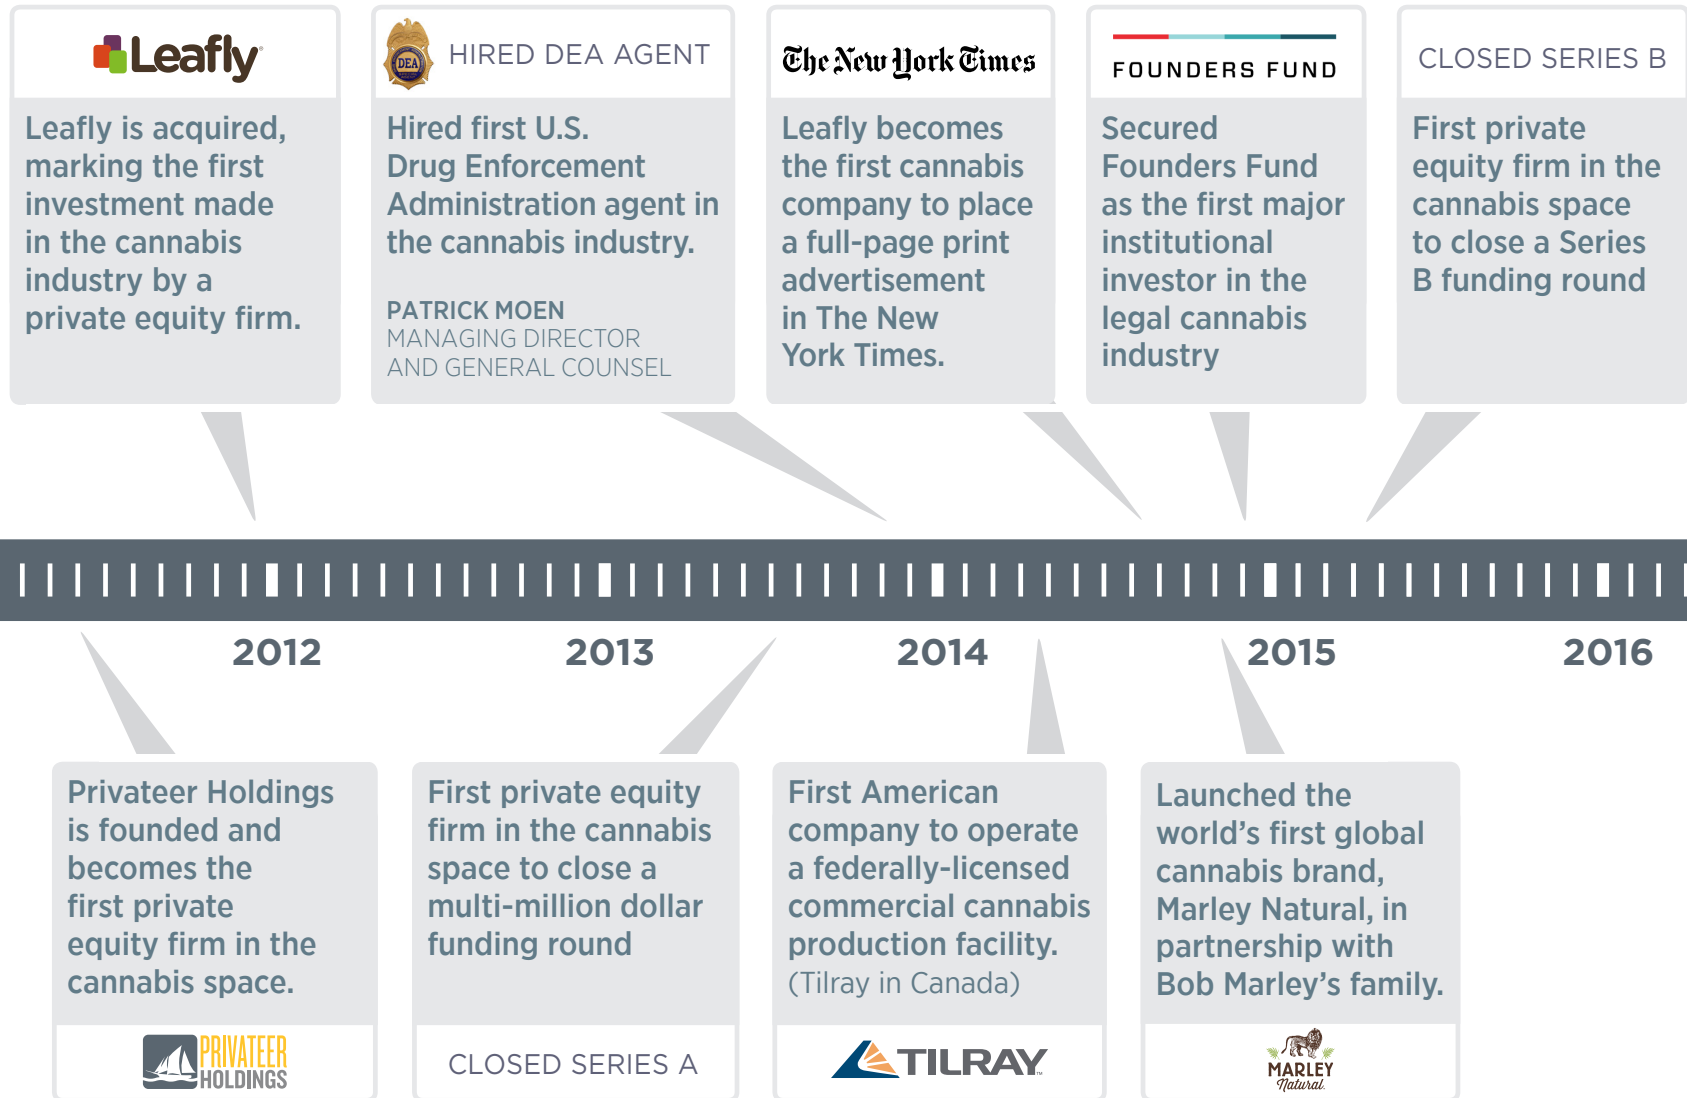 Leafly
Leafly is acquired,
marking the first
investment made
in the cannabis
industry by a
private equity firm.
DEA
HIRED DEA AGENT
Hired first U.S.
Drug Enforcement
Administration agent in
the cannabis industry.
PATRICK MOEN
MANAGING DIRECTOR
AND GENERAL COUNSEL
The New York Times
Leafly becomes
the first cannabis
company to place
a full-page print
advertisement
in The New
York Times.
FOUNDERS FUND
Secured
Founders Fund
as the first major
institutional
investor in the
legal cannabis
industry
CLOSED SERIES B
First private
equity firm in the
cannabis space
to close a Series
B funding round
2012
2013
2014
2015
2016
Privateer Holdings
is founded and
becomes the
first private
equity firm in the
cannabis space.
PRIVATEER
HOLDINGS
First private equity
firm in the cannabis
space to close a
multi-million dollar
funding round
CLOSED SERIES A
First American
company to operate
a federally-licensed
commercial cannabis
production facility.
(Tilray in Canada)
TILRAY™
Launched the
world’s first global
cannabis brand,
Marley Natural, in
partnership with
Bob Marley’s family.
MARLEY
Natural.